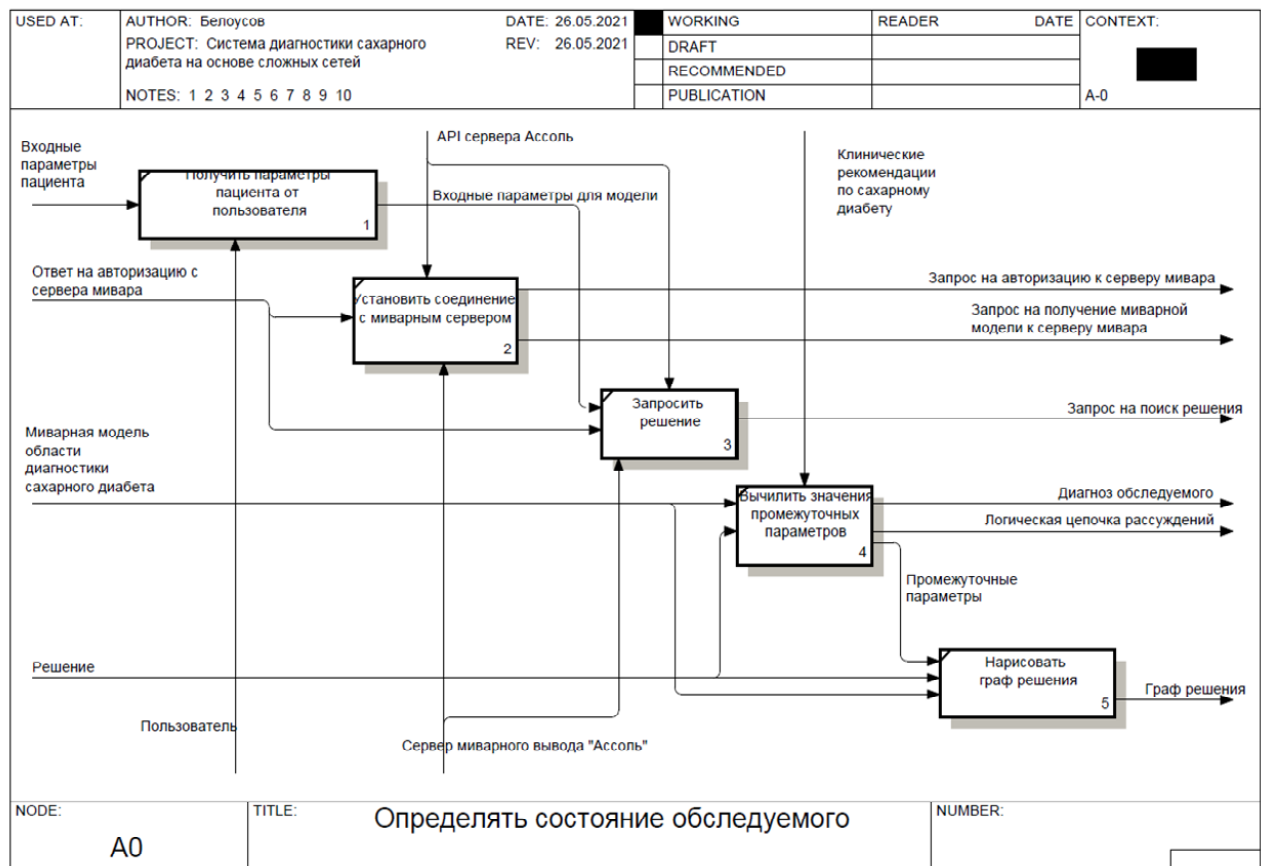 USED AT:
AUTHOR: Белоусов
DATE: 26.05.2021
PROJECT: Система диагностики сахарного
диабета на основе сложных сетей
REV: 26.05.2021
NOTES: 1 2 3 4 5 6 7 8 9 10
WORKING
DRAFT
RECOMMENDED
PUBLICATION
READER
DATE
CONTEXT:
A-0
Входные
параметры
пациента
Получить параметры
пациента от
пользователя
1
API сервера Ассоль
Входные параметры для модели
Клинические
рекомендации
по сахарному
диабету
Ответ на авторизацию с
сервера мивара
Установить соединение
с миварным сервером
2
Запрос на авторизацию к серверу мивара
Запрос на получение миварной
модели к серверу мивара
Запросить
решение
3
Запрос на поиск решения
Миварная модель
области
диагностики
сахарного диабета
Вычилить значения
промежуточных
параметров
4
Диагноз обследуемого
Логическая цепочка рассуждений
Промежуточные
параметры
Решение
Нарисовать
граф решения
5
Граф решения
Пользователь
Сервер миварного вывода "Ассоль"
NODE:
A0
TITLE:
Определять состояние обследуемого
NUMBER: